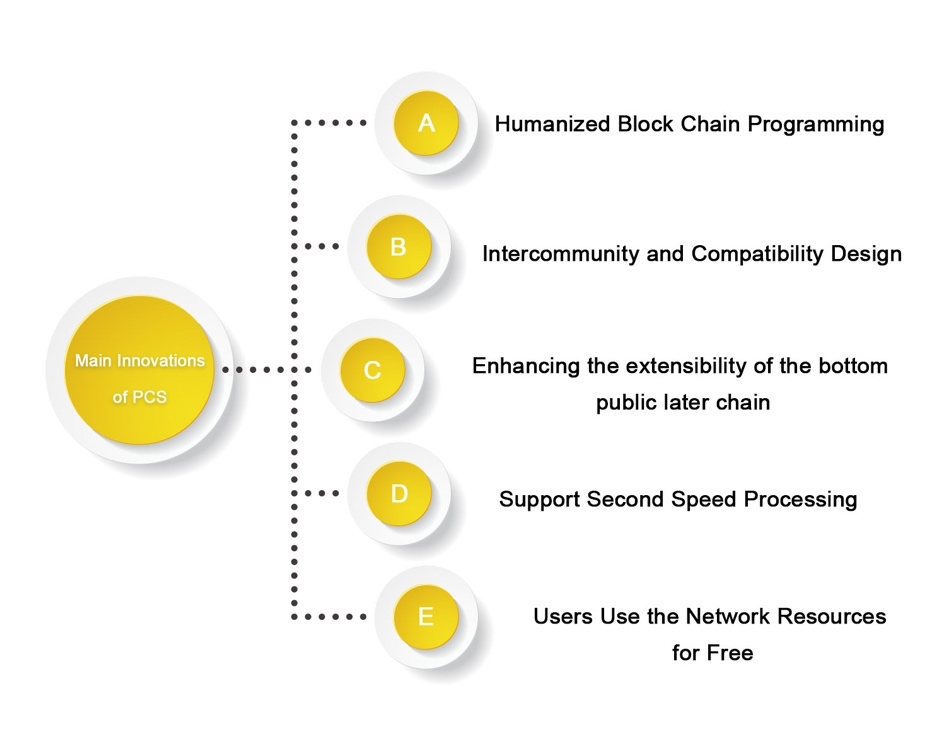 A
Humanized Block Chain Programming
B
Intercommunity and Compatibility Design
Main Innovations
of PCS
C
Enhancing the extensibility of the bottom
public later chain
D
Support Second Speed Processing
E
Users Use the Network Resources
for Free